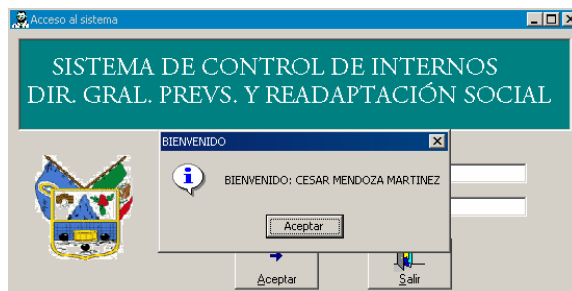 Acceso al sistema
SISTEMA DE CONTROL DE INTERNOS
DIR. GRAL. PREVS. Y READAPTACIÓN SOCIAL
BIENVENIDO
BIENVENIDO: CESAR MENDOZA MARTINEZ
Aceptar
Aceptar
Salir